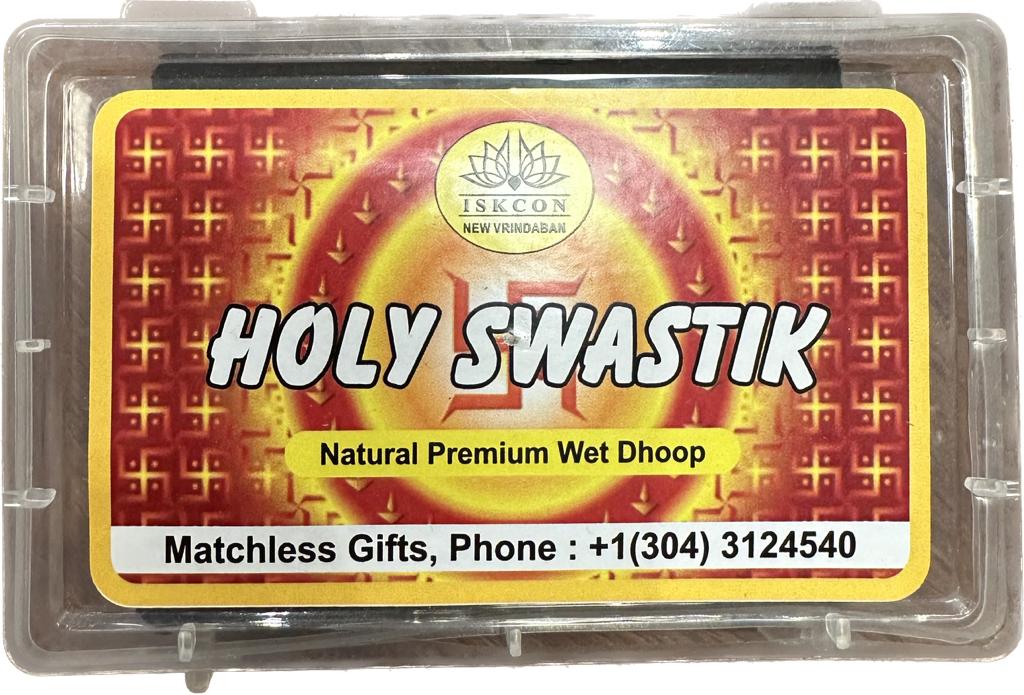 ISKCON
NEW VRINDABAN
HOLY SWASTIK
Natural Premium Wet Dhoop
Matchless Gifts, Phone : +1(304) 3124540